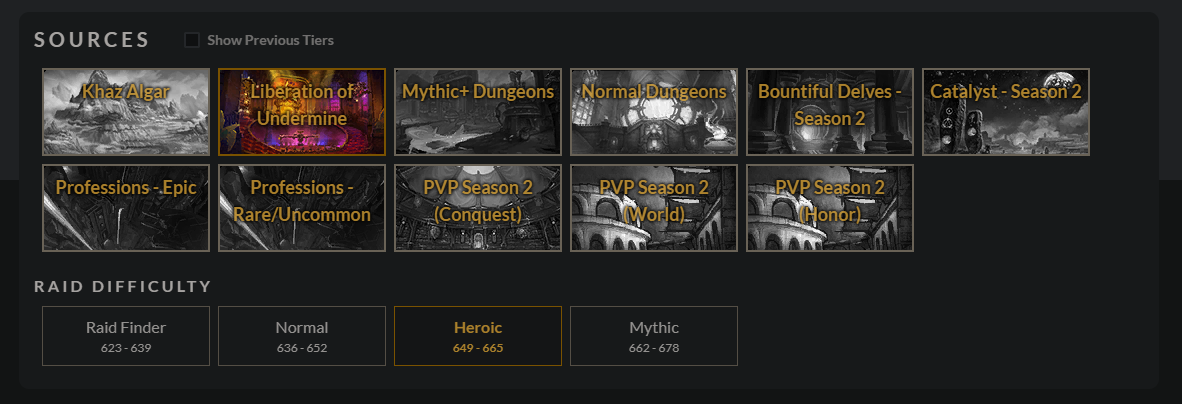 SOURCES
Show Previous Tiers
Khaz Algar
Liberation of
Undermine
Mythic+ Dungeons
Normal Dungeons
Bountiful Delves -
Season 2
Catalyst - Season 2
Professions - Epic
Professions -
Rare/Uncommon
PVP Season 2
(Conquest)
PVP Season 2
(World)
PVP Season 2
(Honor)
RAID DIFFICULTY
Raid Finder
623 - 639
Normal
636 - 652
Heroic
649 - 665
Mythic
662 - 678